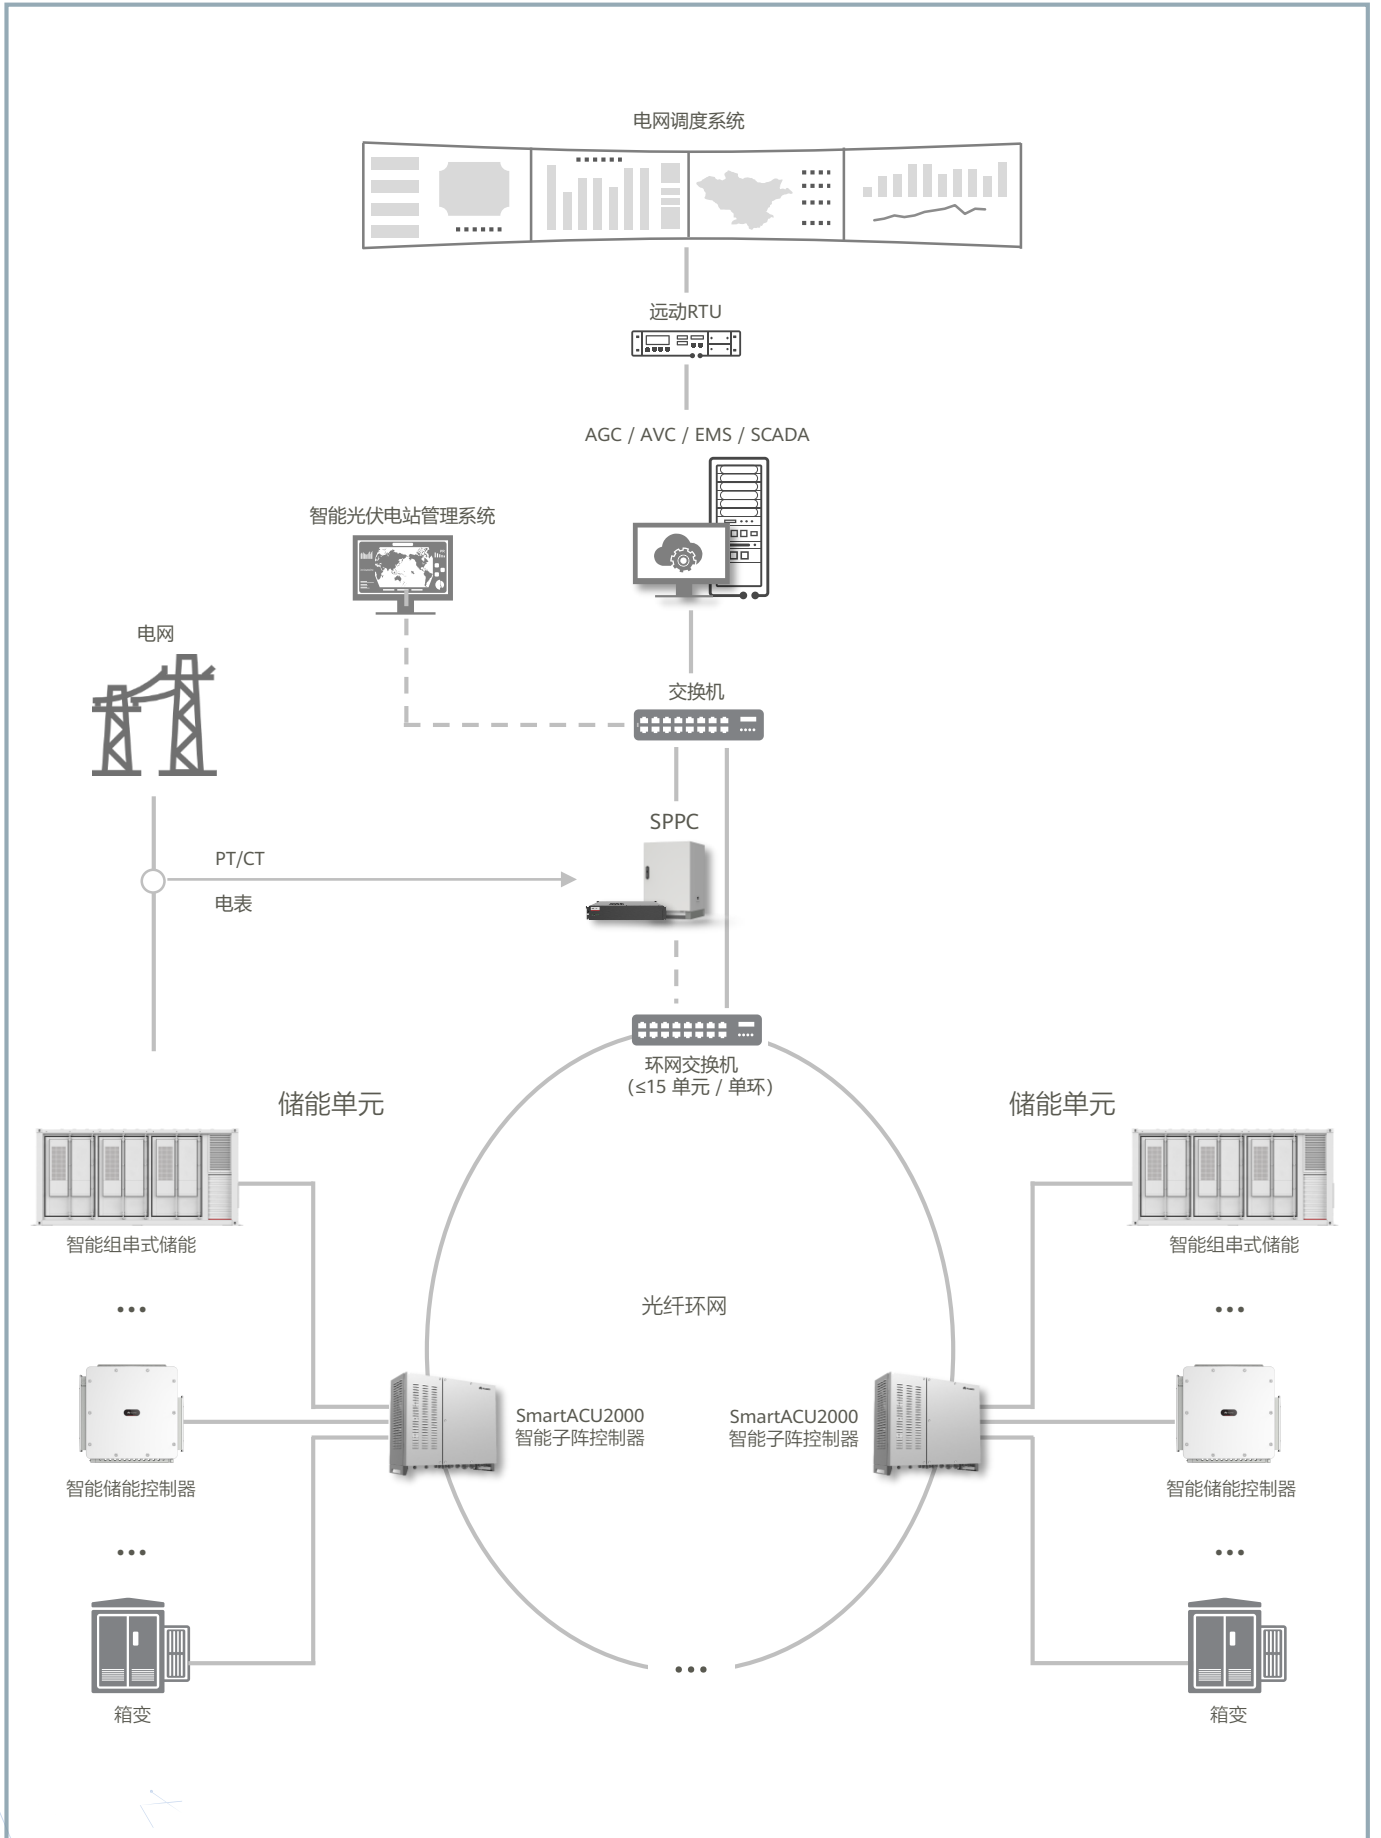 电网调度系统
远动RTU
AGC / AVC / EMS / SCADA
智能光伏电站管理系统
电网
交换机
SPPC
PT/CT
电表
环网交换机
(≤15 单元 / 单环)
储能单元
储能单元
智能组串式储能
智能组串式储能
...
光纤环网
...
SmartACU2000
智能子阵控制器
SmartACU2000
智能子阵控制器
智能储能控制器
智能储能控制器
...
...
...
箱变
箱变